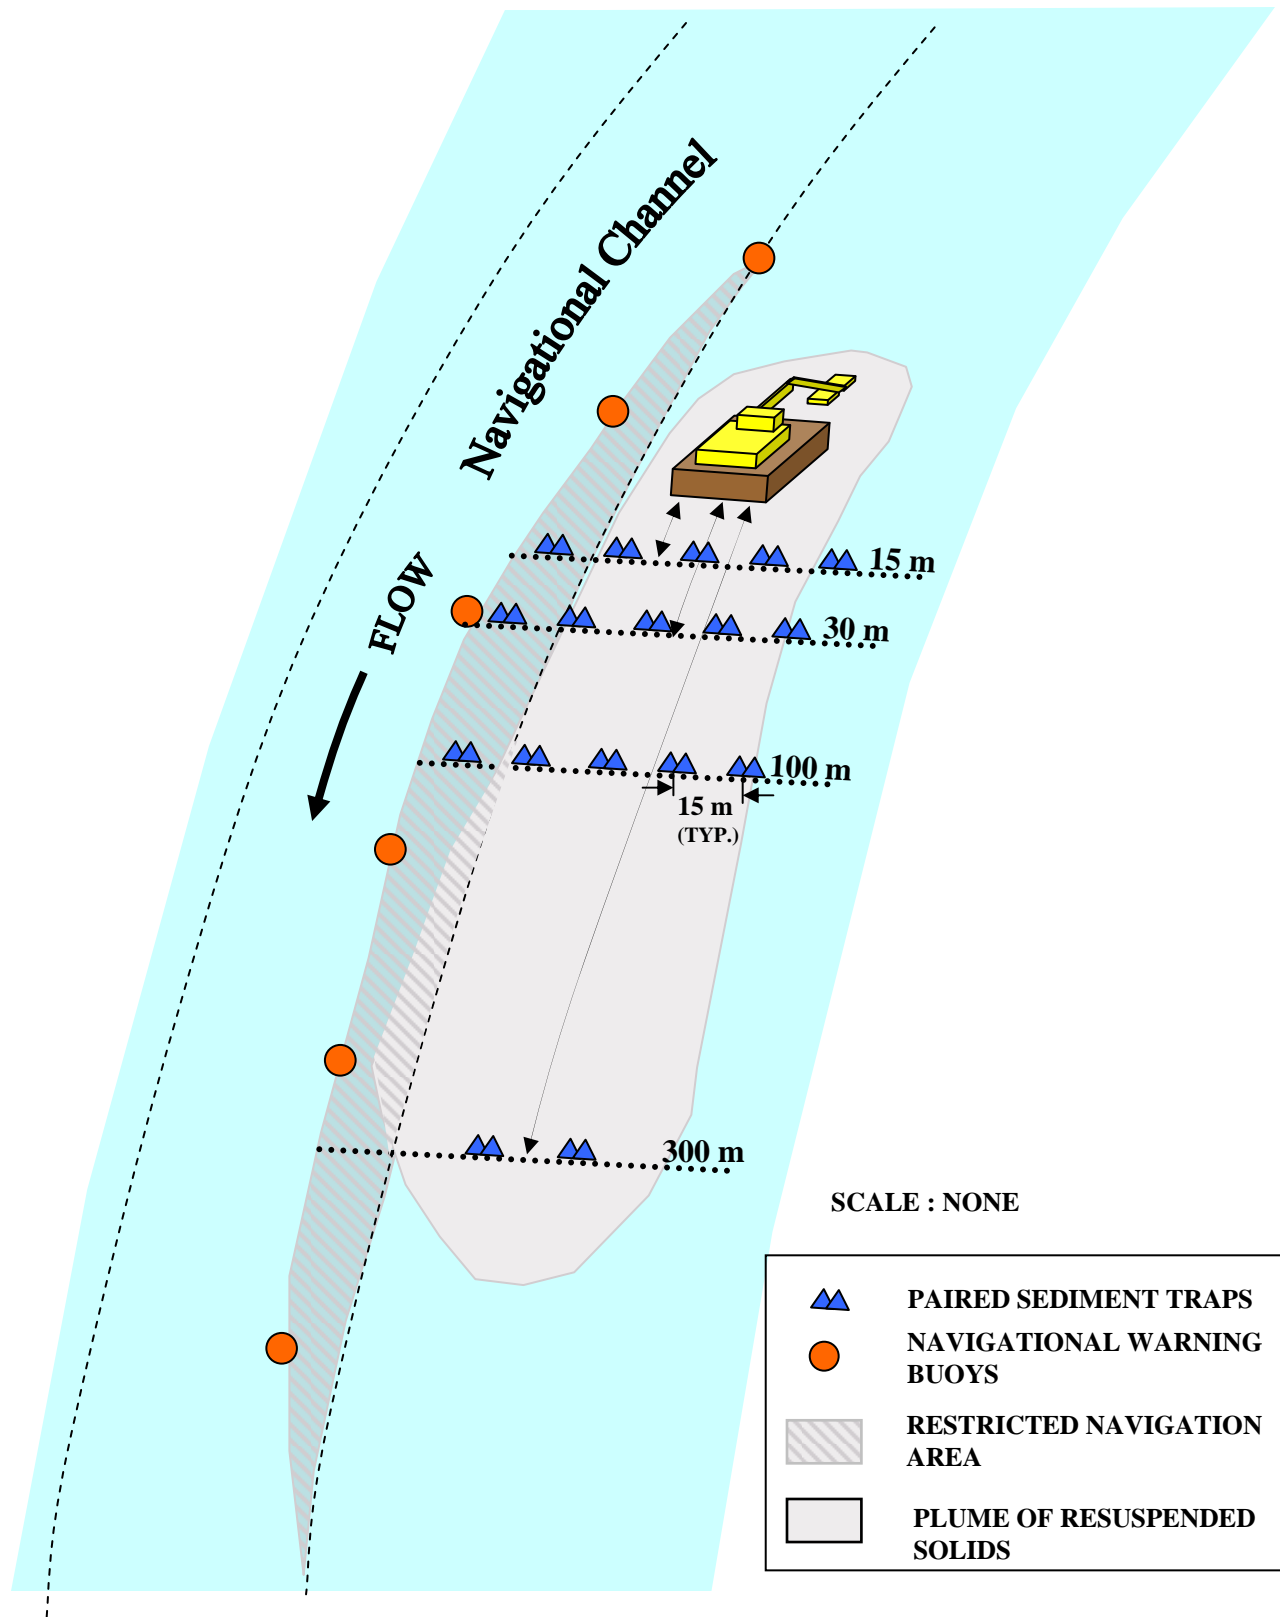 Navigational Channel
FLOW
15 m
30 m
100 m
15 m
(TYP.)
300 m
SCALE : NONE
PAIRED SEDIMENT TRAPS
NAVIGATIONAL WARNING
BUOYS
RESTRICTED NAVIGATION
AREA
PLUME OF RESUSPENDED
SOLIDS